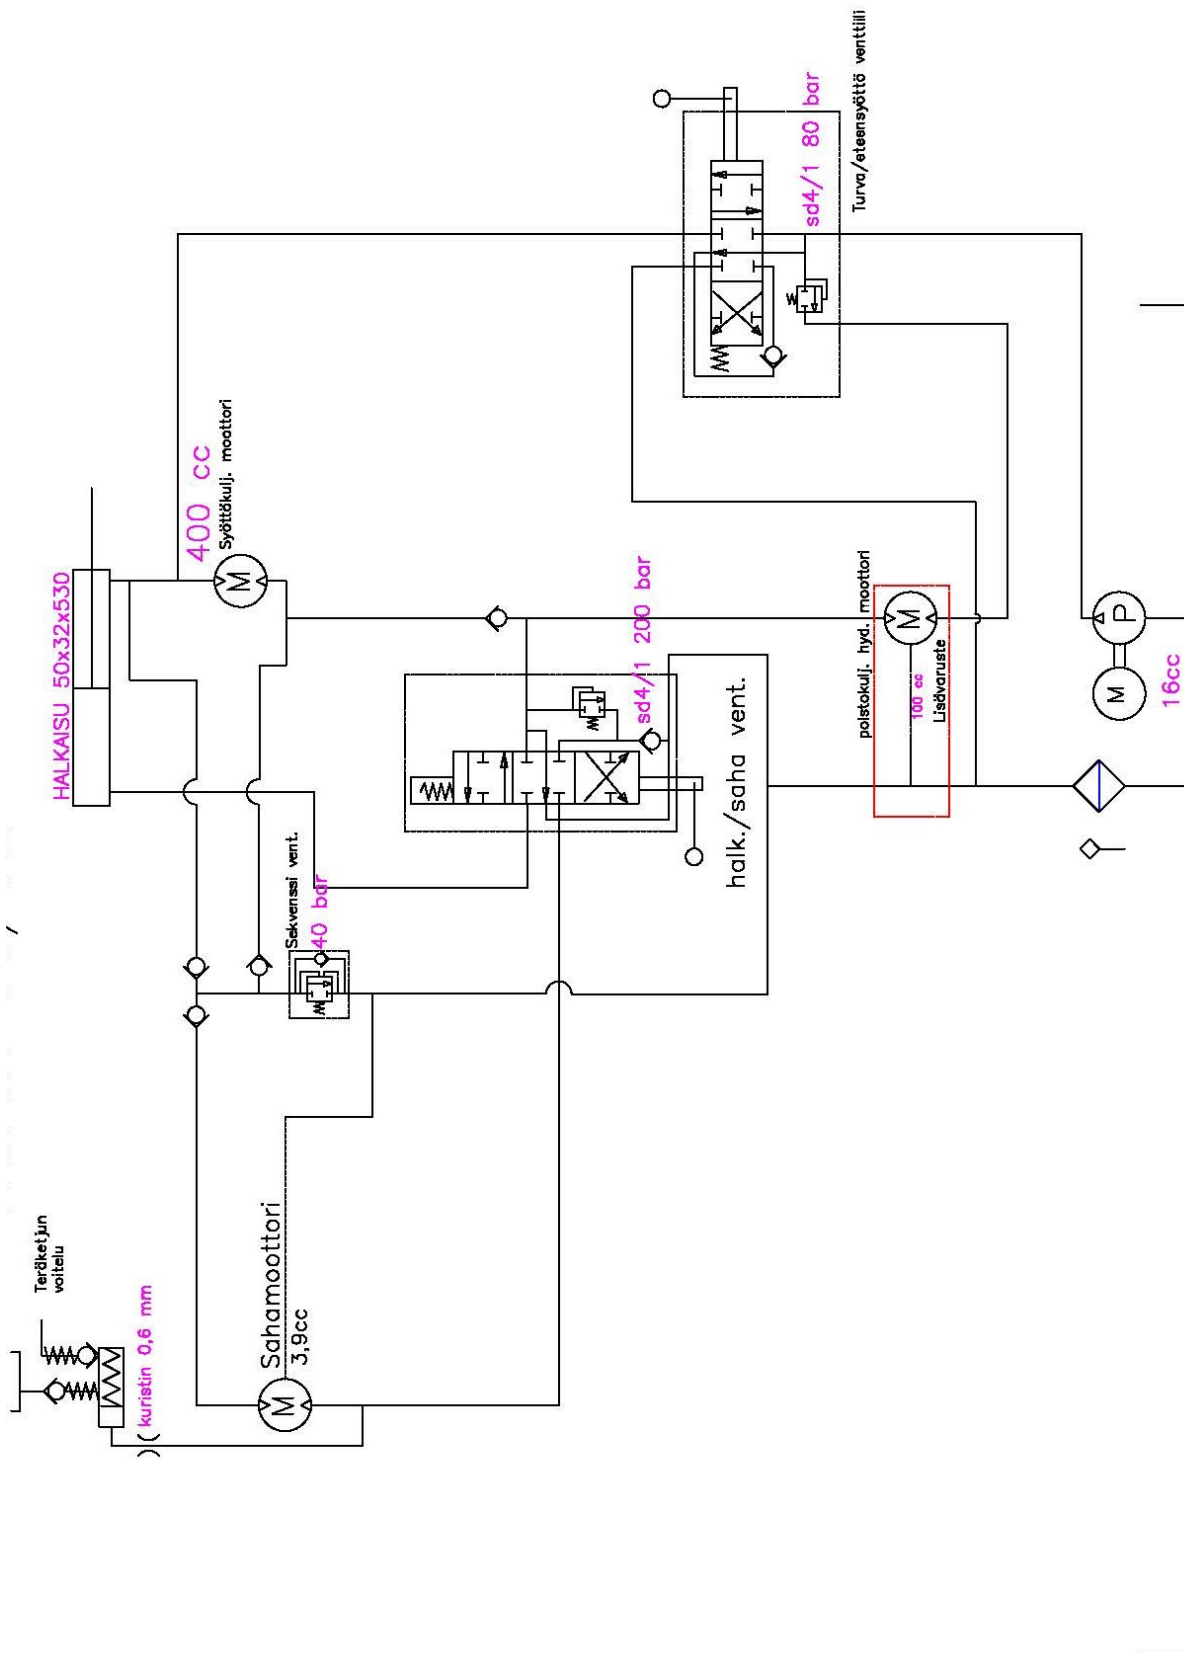 Teräketjun
voitelu
HALKAISU 50x32x530
kuristin 0,6 mm
400 cc
Syöttökulj. moottori
M
Sahamoottori
3,9cc
M
Sekvenssi vent.
40 bar
sd4/1 200 bar
halk./saha vent.
sd4/1 80 bar
Turva/eteensyöttö venttiili
poistokulj. hyd. moottori
M
100 cc
Lisävaruste
M
P
16cc